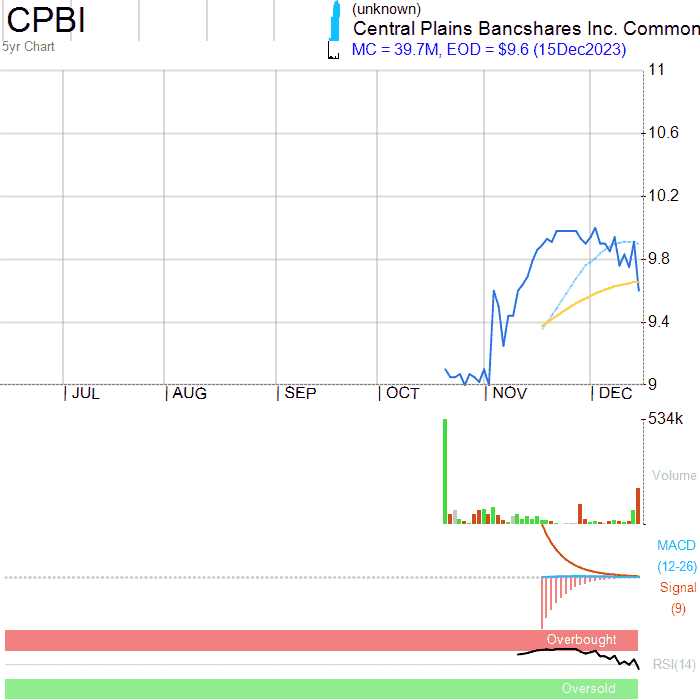 CPBI
(unknown)
Central Plains Bancshares Inc. Common
5yr Chart
MC = 39.7M, EOD = $9.6 (15Dec2023)
11
10.6
10.2
9.8
9.4
9
JUL AUG SEP OCT NOV DEC
534k
Volume
MACD
(12-26)
Signal
(9)
Overbought
RSI(14)
Oversold